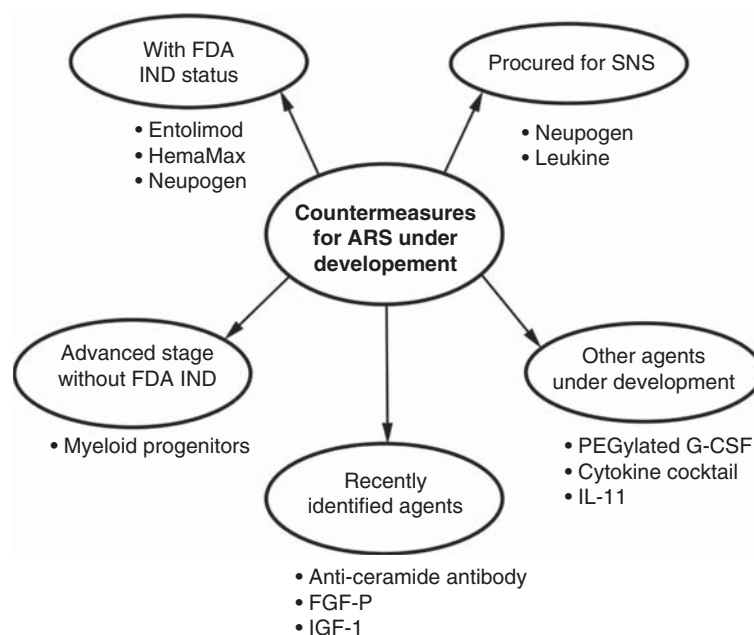 With FDA
IND status
• Entolimod
• HemaMax
• Neupogen
Procured for SNS
• Neupogen
• Leukine
Countermeasures
for ARS under
developement
Advanced stage
without FDA IND
• Myeloid progenitors
Other agents
under development
• PEGylated G-CSF
• Cytokine cocktail
• IL-11
Recently
identified agents
• Anti-ceramide antibody
• FGF-P
• IGF-1